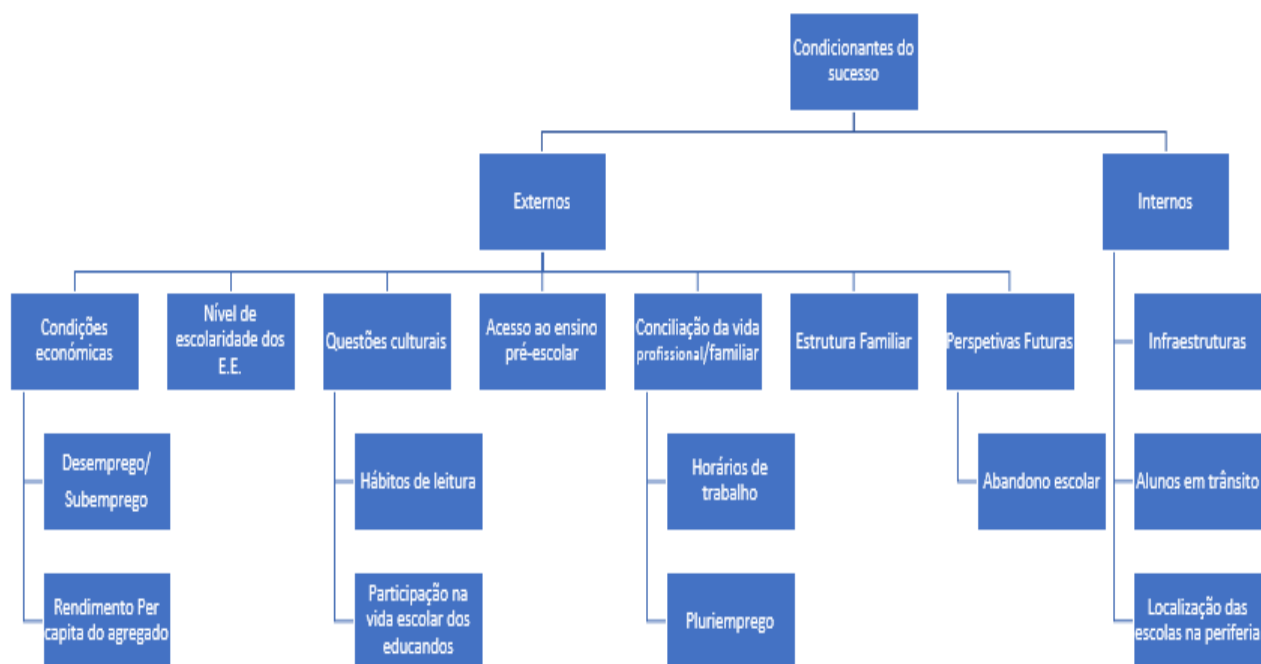 Condicionantes do
sucesso
Externos
Internos
Condições
económicas
Nível de
escolaridade dos
E.E.
Questões culturais
Acesso ao ensino
pré-escolar
Conciliação da vida
profissional/familiar
Estrutura Familiar
Perspetivas Futuras
Infraestruturas
Desemprego/
Subemprego
Hábitos de leitura
Horários de
trabalho
Abandono escolar
Alunos em trânsito
Rendimento Per
capita do agregado
Participação na
vida escolar dos
educandos
Pluriemprego
Localização das
escolas na periferia